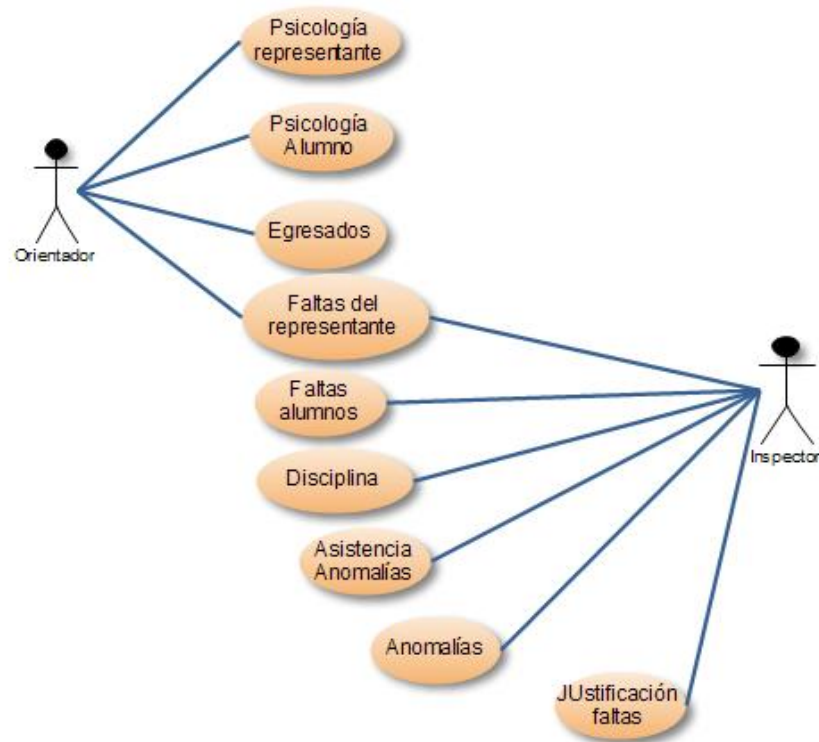 Psicología
representante
Psicología
Alumno
Orientador
Egresados
Faltas del
representante
Inspector
Faltas
alumnos
Disciplina
Asistencia
Anomalías
Anomalías
JUstificación
faltas